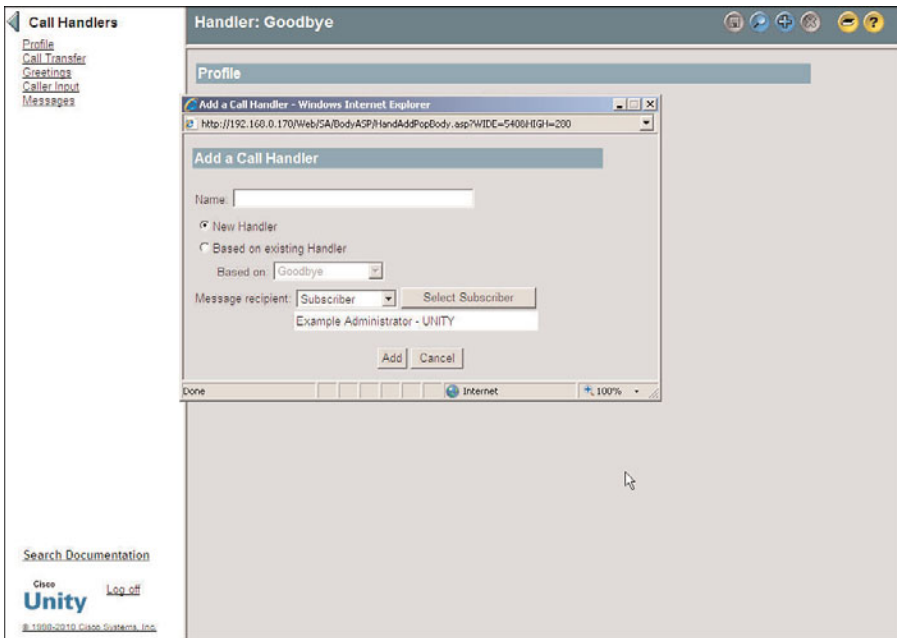 Call Handlers
Profile
Call Transfer
Greetings
Caller Input
Messages
Handler: Goodbye
Profile
Add a Call Handler - Windows Internet Explorer
http://192.168.0.170/Web/SA/BodyASP/HandAddPopBody.asp?WIDE=540&HIGH=280
Add a Call Handler
Name:
New Handler
Based on existing Handler
Based on: Goodbye
Message recipient: Subscriber Select Subscriber
Example Administrator - UNITY
Add Cancel
Done Internet 100%
Search Documentation
Cisco
Unity Log off
© 1998-2010 Cisco Systems, Inc.